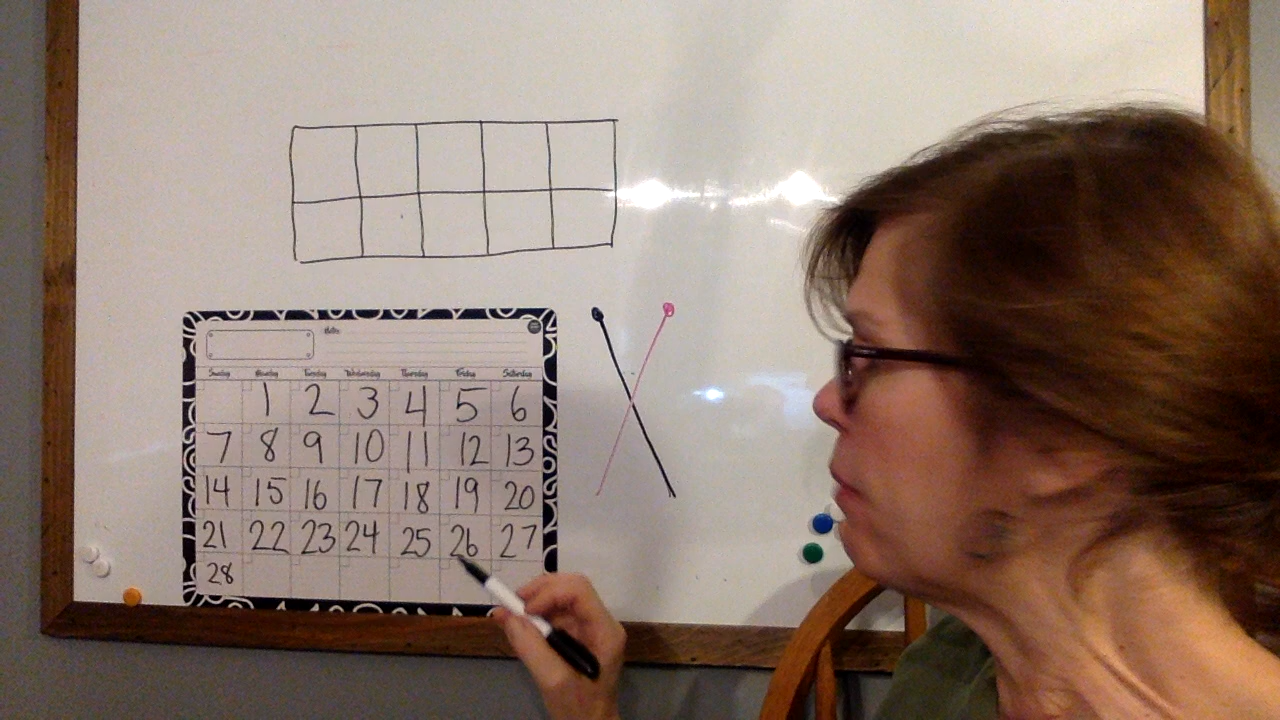 Sunday Monday Tuesday Wednesday Thursday Friday Saturday
1 2 3 4 5 6
7 8 9 10 11 12 13
14 15 16 17 18 19 20
21 22 23 24 25 26 27
28